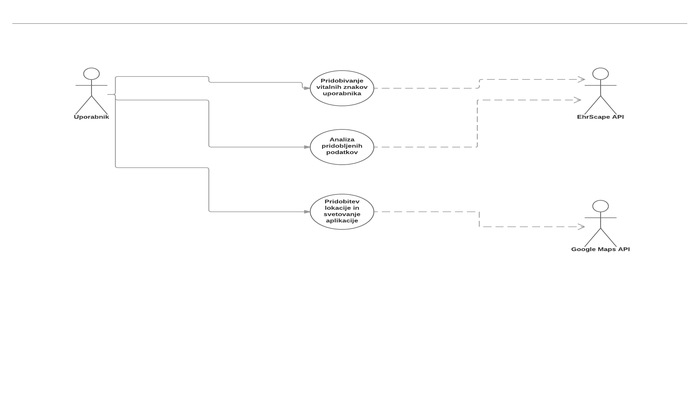 Uporabnik
Pridobivanje
vitalnih znakov
uporabnika
EhrScape API
Analiza
pridobljenih
podatkov
Pridobitev
lokacije in
svetovanje
aplikacije
Google Maps API